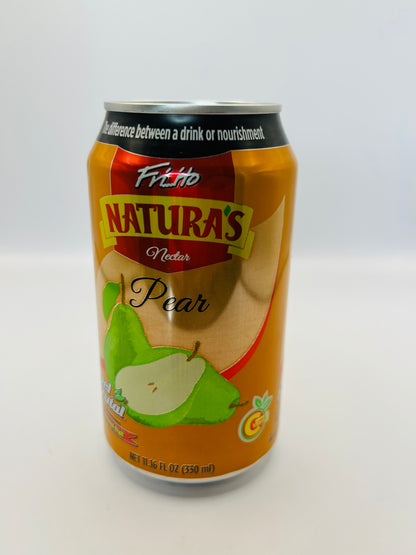 The difference between a drink or nourishment
Frutto
NATURA'S
Nectar
Pear
NET 11.16 FL OZ (330 ml)